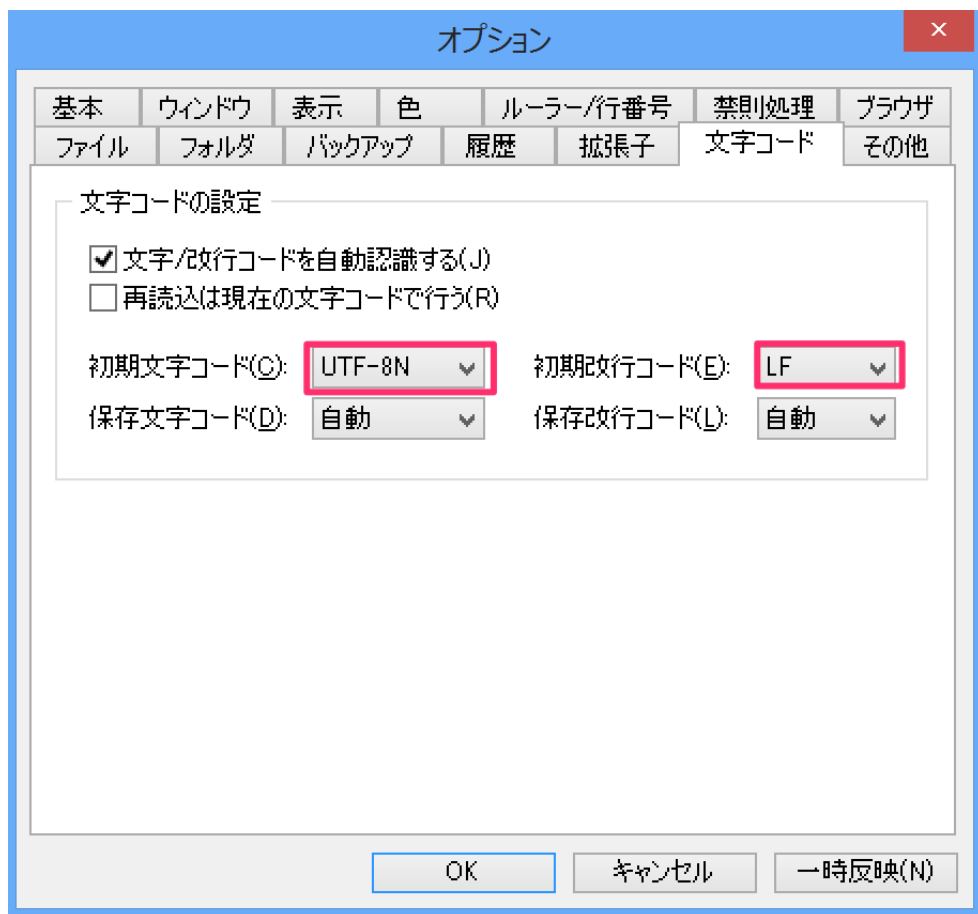 オプション
基本 ウィンドウ 表示 色 ルーラー/行番号 禁則処理 ブラウザ
ファイル フォルダ バックアップ 履歴 拡張子 文字コード その他
文字コードの設定
文字/改行コードを自動認識する(J)
再読込は現在の文字コードで行う(R)
初期文字コード(C): UTF-8N 初期改行コード(E): LF
保存文字コード(D): 自動 保存改行コード(L): 自動
OK キャンセル 一時反映(N)